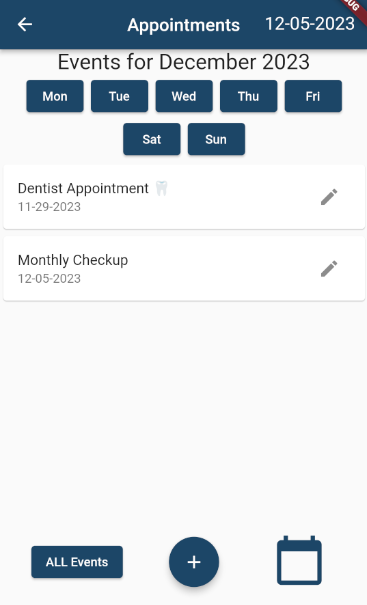 Appointments 12-05-2023
Events for December 2023
Mon Tue Wed Thu Fri
Sat Sun
Dentist Appointment 🦷
11-29-2023
Monthly Checkup
12-05-2023
ALL Events +